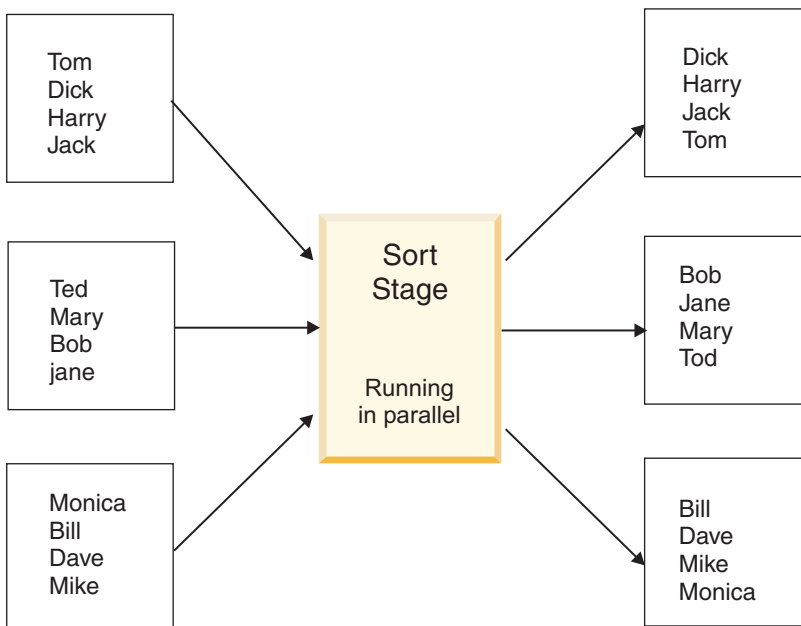 Tom
Dick
Harry
Jack
Ted
Mary
Bob
jane
Monica
Bill
Dave
Mike
Sort
Stage
Running
in parallel
Dick
Harry
Jack
Tom
Bob
Jane
Mary
Tod
Bill
Dave
Mike
Monica